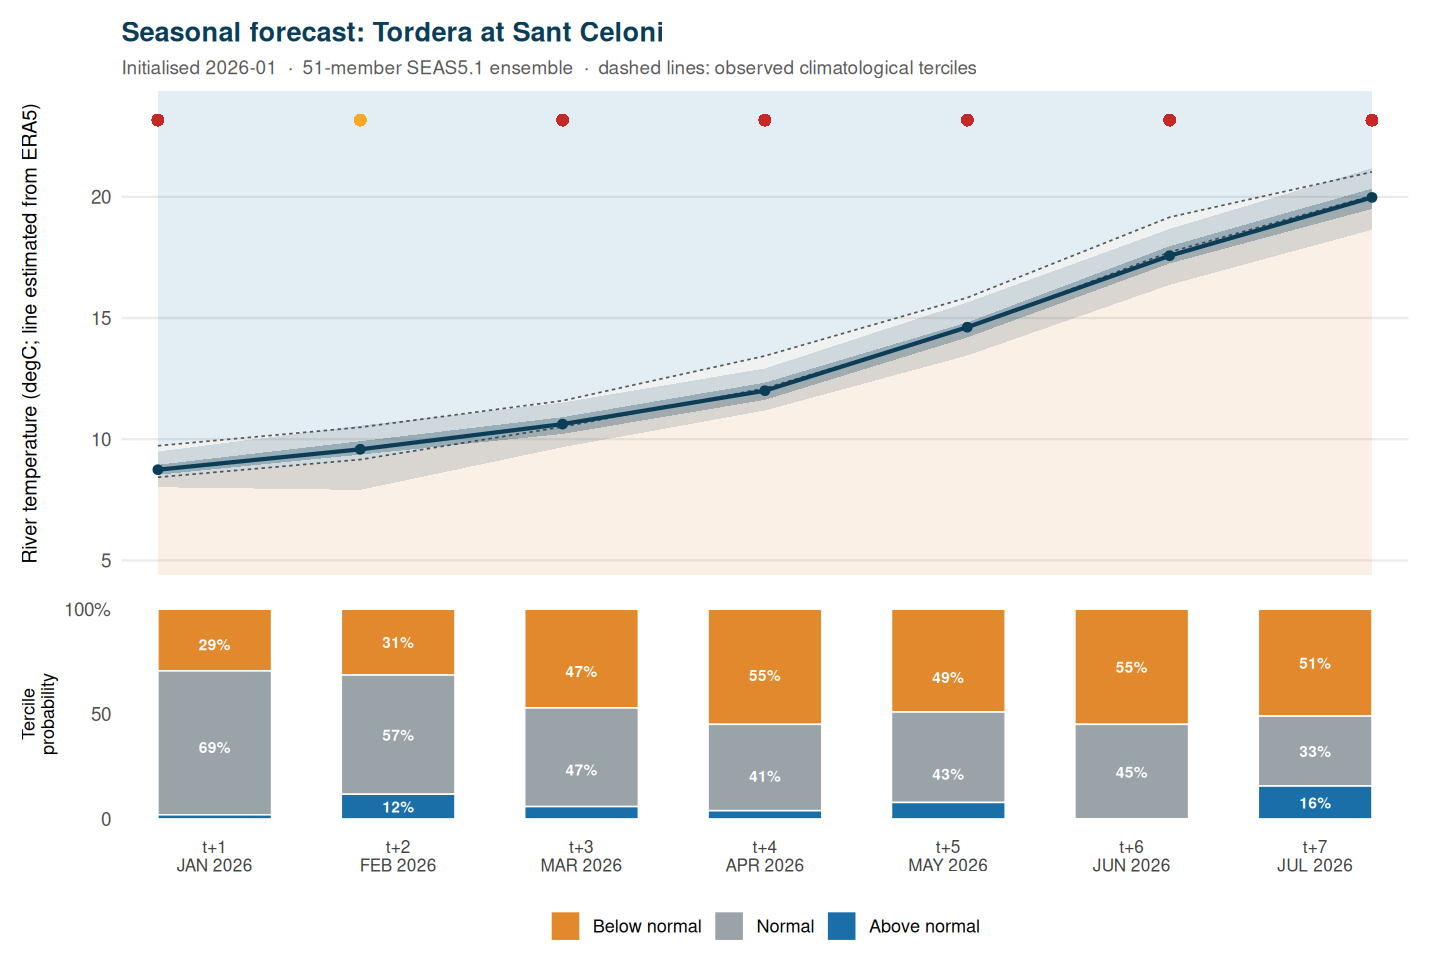 Seasonal forecast: Tordera at Sant Celoni
Initialised 2026-01 · 51-member SEAS5.1 ensemble · dashed lines: observed climatological terciles
River temperature (degC; line estimated from ERA5)
20
15
10
5
Tercile
probability
100%
50
0
29% 31% 47% 55% 49% 55% 51%
69% 57% 47% 41% 43% 45% 33%
12% 16%
t+1 t+2 t+3 t+4 t+5 t+6 t+7
JAN 2026 FEB 2026 MAR 2026 APR 2026 MAY 2026 JUN 2026 JUL 2026
Below normal Normal Above normal